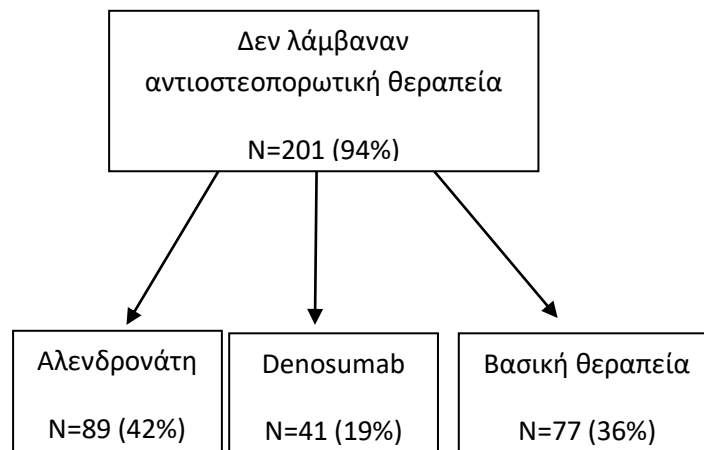 Δεν λάμβαναν
αντιοστεοπορωτική θεραπεία
N=201 (94%)
Αλενδρονάτη
N=89 (42%)
Denosumab
N=41 (19%)
Βασική θεραπεία
N=77 (36%)